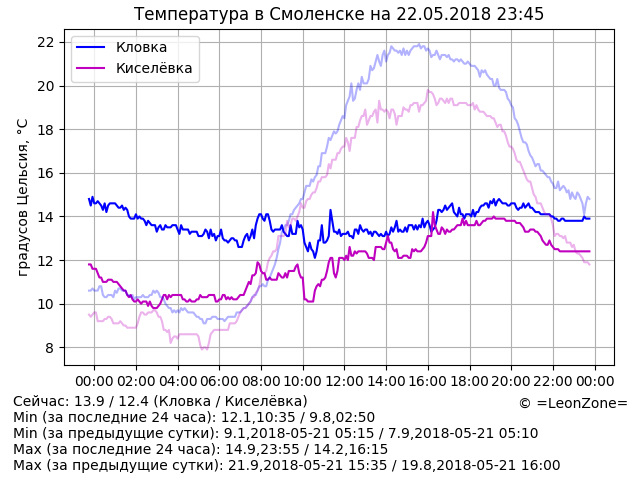 Температура в Смоленске на 22.05.2018 23:45
градусов Цельсия, °C
22
20
18
16
14
12
10
8
Кловка
Киселёвка
00:00 02:00 04:00 06:00 08:00 10:00 12:00 14:00 16:00 18:00 20:00 22:00 00:00
Сейчас: 13.9 / 12.4 (Кловка / Киселёвка)
© =LeonZone=
Min (за последние 24 часа): 12.1,10:35 / 9.8,02:50
Min (за предыдущие сутки): 9.1,2018-05-21 05:15 / 7.9,2018-05-21 05:10
Max (за последние 24 часа): 14.9,23:55 / 14.2,16:15
Max (за предыдущие сутки): 21.9,2018-05-21 15:35 / 19.8,2018-05-21 16:00